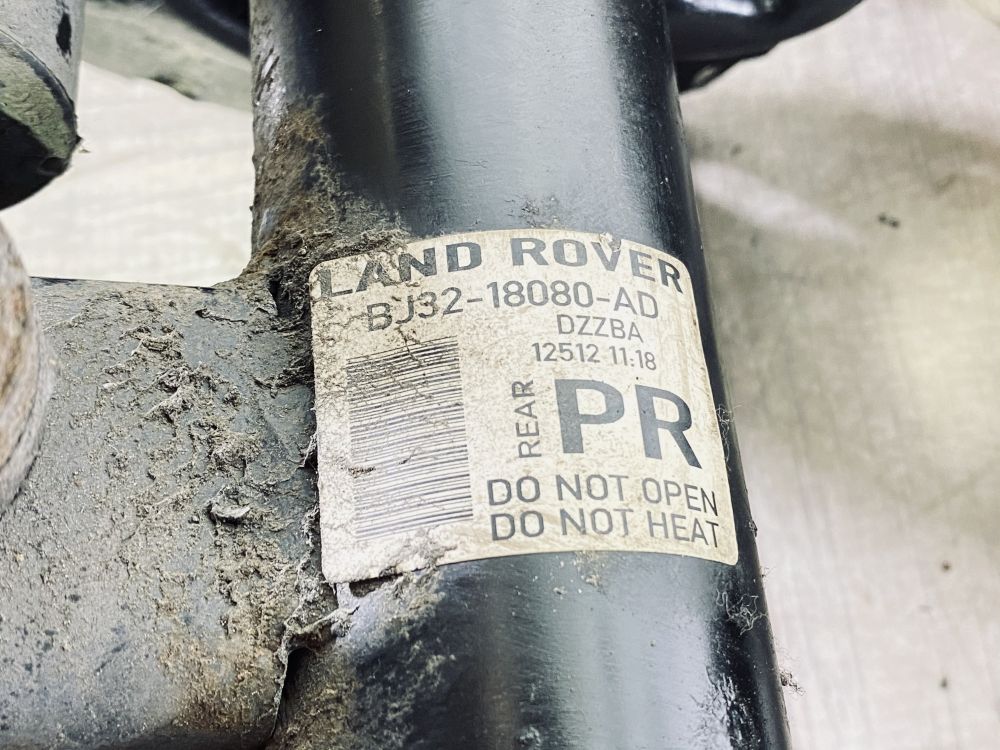 LAND ROVER
BJ32-18080-AD
DZZBA
12512 11:18
REAR PR
DO NOT OPEN
DO NOT HEAT